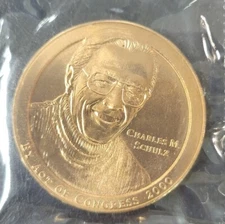 CHARLES M.
SCHULZ
BY ACT OF CONGRESS 2000